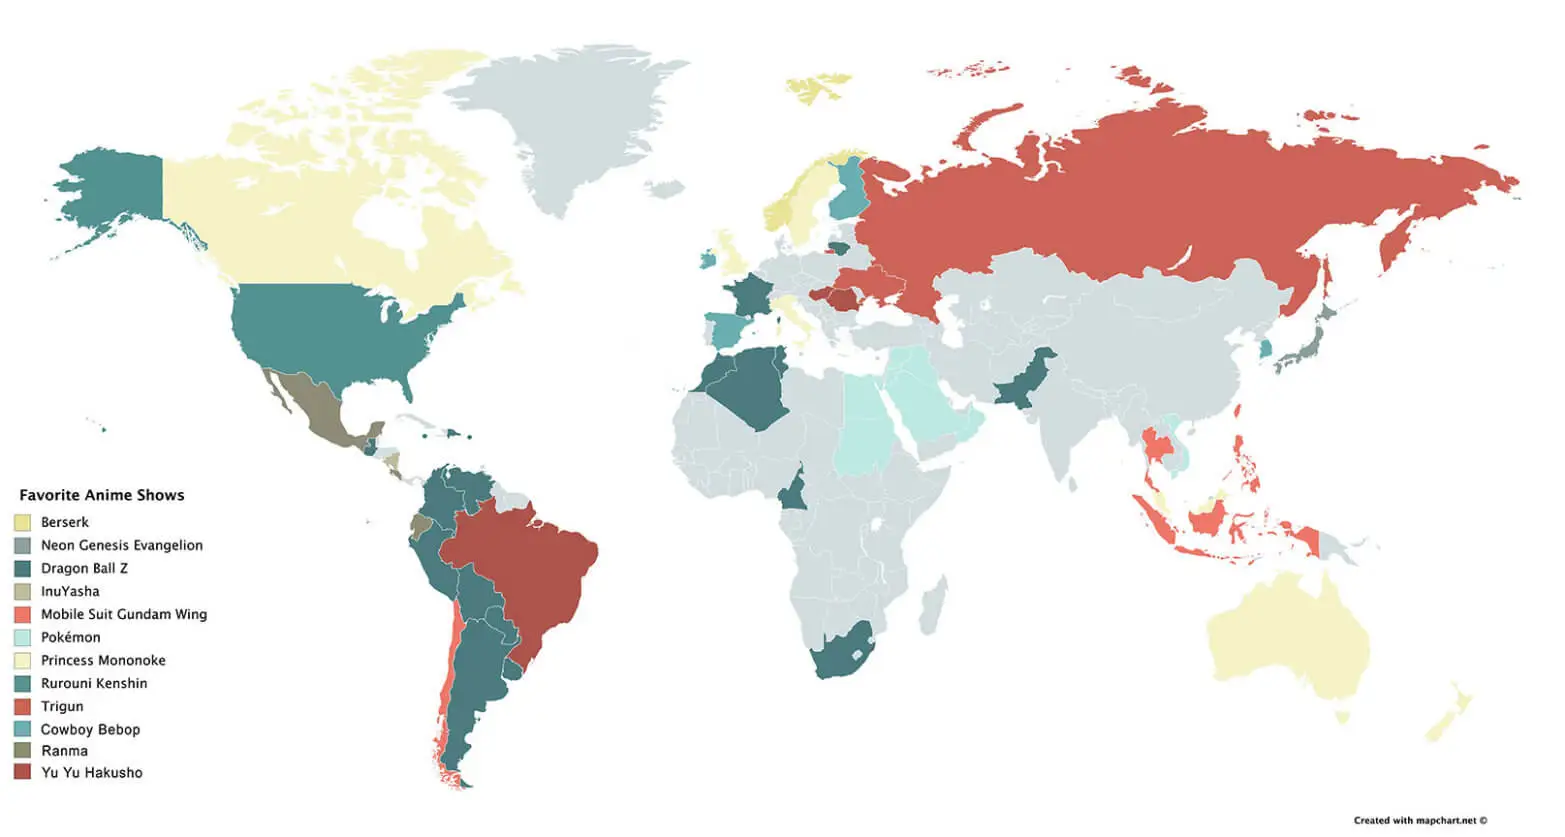 Favorite Anime Shows
Berserk
Neon Genesis Evangelion
Dragon Ball Z
InuYasha
Mobile Suit Gundam Wing
Pokémon
Princess Mononoke
Rurouni Kenshin
Trigun
Cowboy Bebop
Ranma
Yu Yu Hakusho
Created with mapchart.net ©